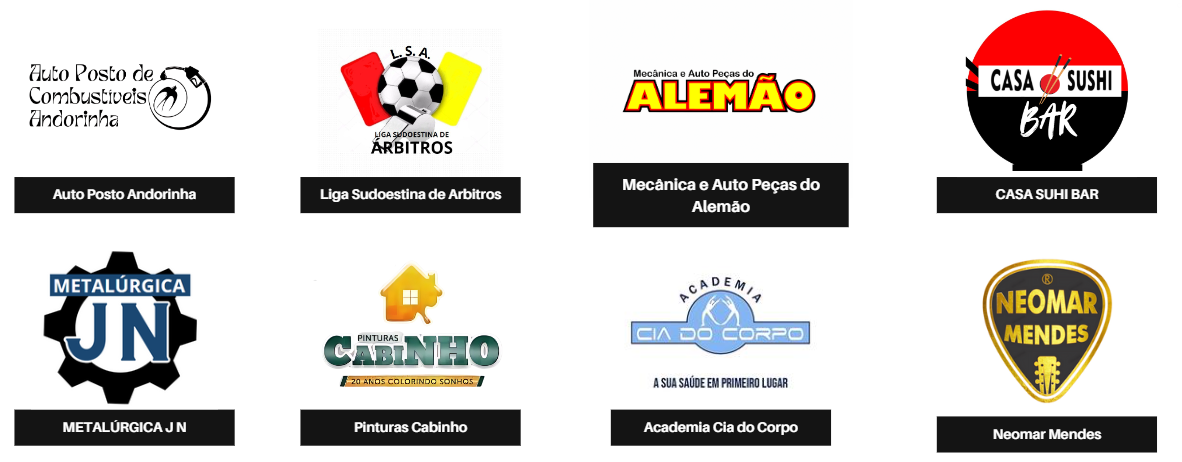 Auto Posto de
Combustíveis
Andorinha
Auto Posto Andorinha
L. S. A.
LIGA SUDOESTINA DE
ÁRBITROS
Liga Sudoestina de Arbitros
Mecânica e Auto Peças do
ALEMÃO
Mecânica e Auto Peças do
Alemão
CASA SUSHI
BAR
CASA SUHI BAR
METALÚRGICA
JN
METALÚRGICA J N
PINTURAS
CABINHO
20 ANOS COLORINDO SONHOS
Pinturas Cabinho
ACADEMIA
CIA DO CORPO
A SUA SAÚDE EM PRIMEIRO LUGAR
Academia Cia do Corpo
®
NEOMAR
MENDES
Neomar Mendes